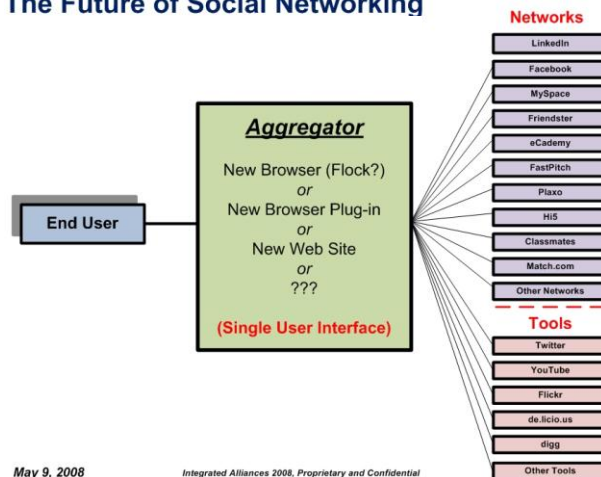 The Future of Social Networking
Networks
LinkedIn
Facebook
MySpace
Friendster
eCademy
FastPitch
Plaxo
Hi5
Classmates
Match.com
Other Networks
Aggregator
New Browser (Flock?)
or
New Browser Plug-in
or
New Web Site
or
???
(Single User Interface)
End User
Tools
Twitter
YouTube
Flickr
de.licio.us
digg
Other Tools
May 9, 2008
Integrated Alliances 2008, Proprietary and Confidential